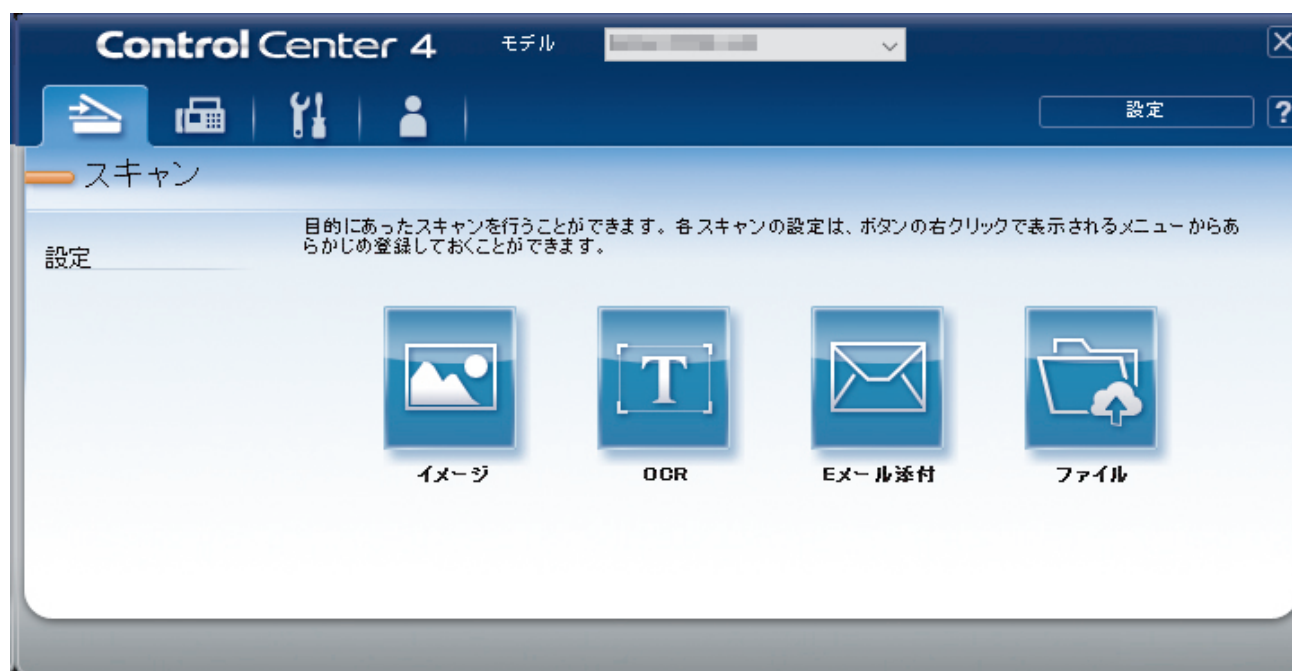 Control Center 4
モデル
設定
?
スキャン
目的にあったスキャンを行うことができます。各スキャンの設定は、ボタンの右クリックで表示されるメニューからあ
らかじめ登録しておくことができます。
設定
T
イメージ
OCR
Eメール添付
ファイル